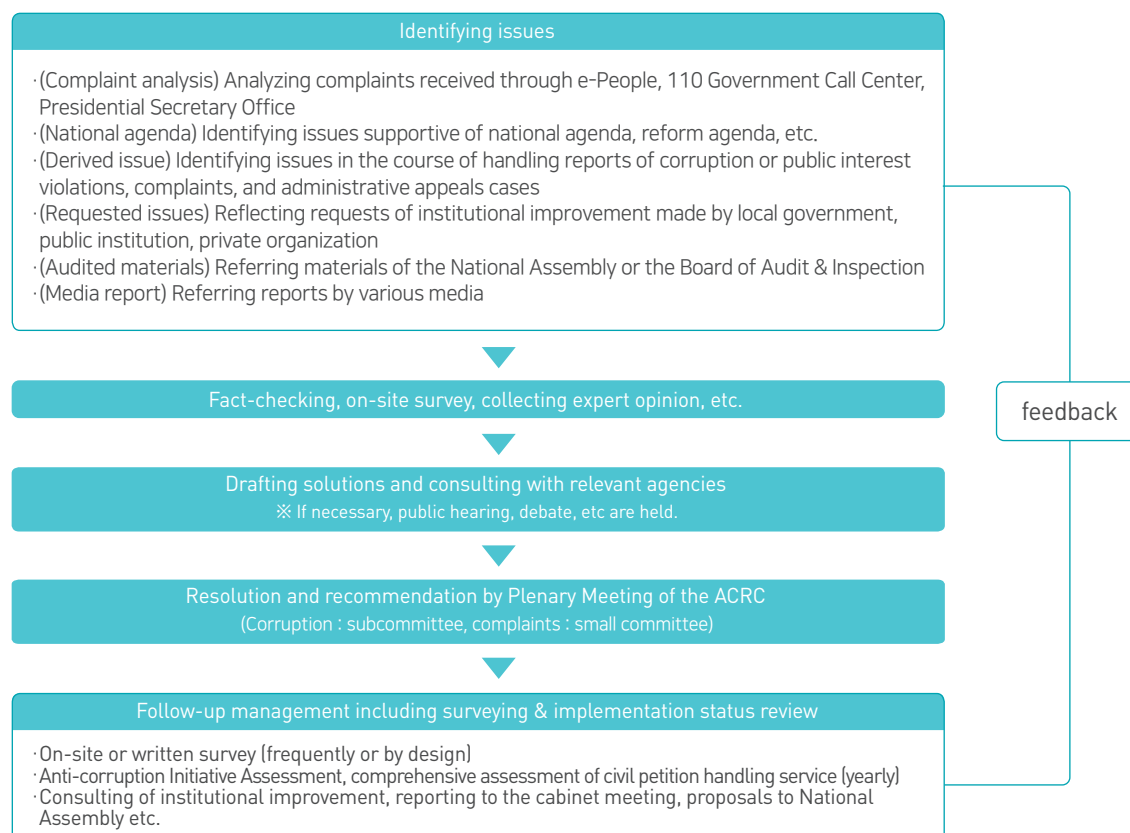 Identifying issues
·(Complaint analysis) Analyzing complaints received through e-People, 110 Government Call Center,
Presidential Secretary Office
·(National agenda) Identifying issues supportive of national agenda, reform agenda, etc.
·(Derived issue) Identifying issues in the course of handling reports of corruption or public interest
violations, complaints, and administrative appeals cases
·(Requested issues) Reflecting requests of institutional improvement made by local government,
public institution, private organization
·(Audited materials) Referring materials of the National Assembly or the Board of Audit & Inspection
·(Media report) Referring reports by various media
Fact-checking, on-site survey, collecting expert opinion, etc.
feedback
Drafting solutions and consulting with relevant agencies
※ If necessary, public hearing, debate, etc are held.
Resolution and recommendation by Plenary Meeting of the ACRC
(Corruption : subcommittee, complaints : small committee)
Follow-up management including surveying & implementation status review
·On-site or written survey (frequently or by design)
·Anti-corruption Initiative Assessment, comprehensive assessment of civil petition handling service (yearly)
·Consulting of institutional improvement, reporting to the cabinet meeting, proposals to National
Assembly etc.